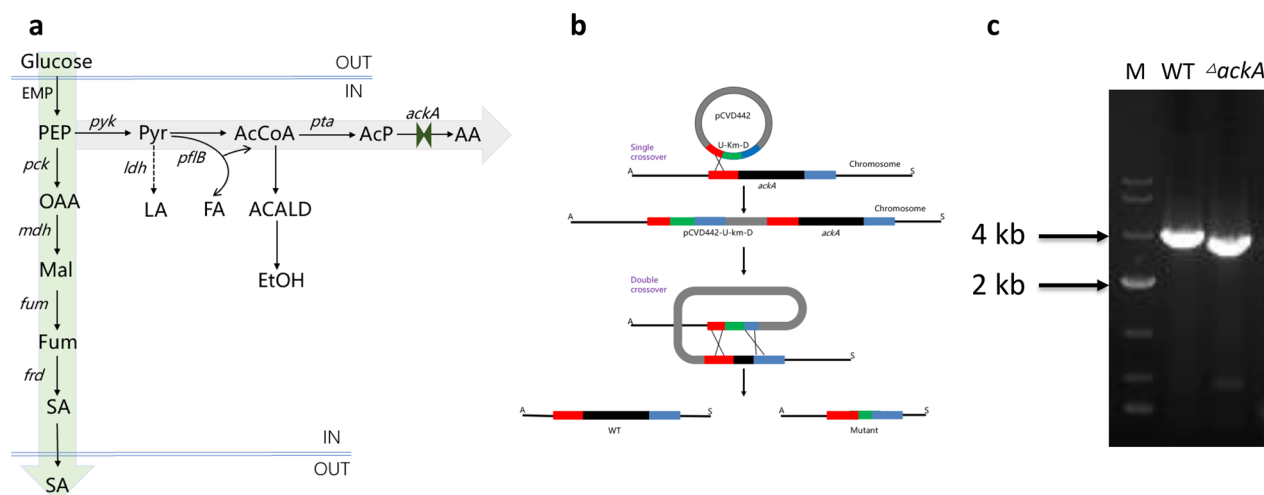 a
Glucose
OUT
IN
EMP
PEP
pyk
Pyr
AcCoA
pta
AcP
ackA
AA
pck
ldh
pflB
OAA
LA
FA
ACALD
mdh
Mal
EtOH
fum
Fum
frd
SA
IN
OUT
SA
b
pCVD442
U-Km-D
Single
crossover
Chromosome
A
S
ackA
Chromosome
A
S
pCVD442-U-km-D
ackA
Double
crossover
A
S
A
S
WT
A
S
Mutant
c
M WT ΔackA
4 kb
2 kb